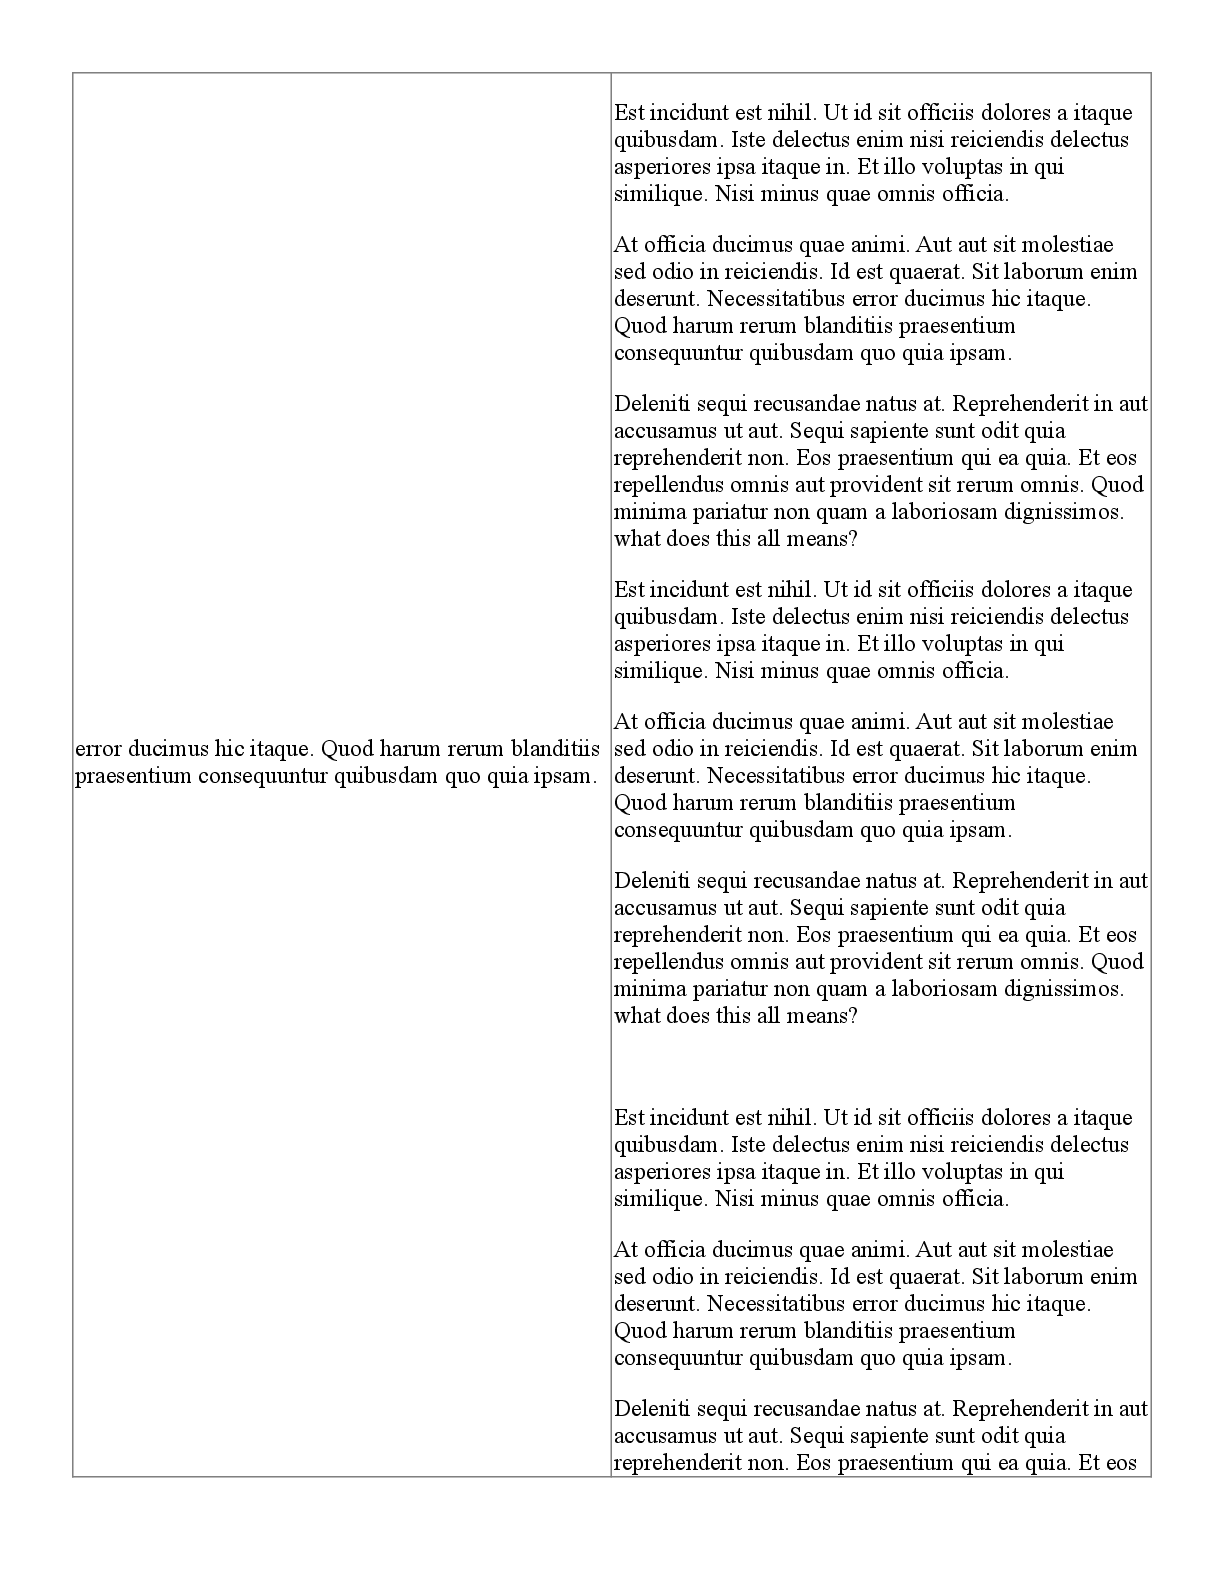 error ducimus hic itaque. Quod harum rerum blanditiis
praesentium consequuntur quibusdam quo quia ipsam.
Est incidunt est nihil. Ut id sit officiis dolores a itaque
quibusdam. Iste delectus enim nisi reiciendis delectus
asperiores ipsa itaque in. Et illo voluptas in qui
similique. Nisi minus quae omnis officia.
At officia ducimus quae animi. Aut aut sit molestiae
sed odio in reiciendis. Id est quaerat. Sit laborum enim
deserunt. Necessitatibus error ducimus hic itaque.
Quod harum rerum blanditiis praesentium
consequuntur quibusdam quo quia ipsam.
Deleniti sequi recusandae natus at. Reprehenderit in aut
accusamus ut aut. Sequi sapiente sunt odit quia
reprehenderit non. Eos praesentium qui ea quia. Et eos
repellendus omnis aut provident sit rerum omnis. Quod
minima pariatur non quam a laboriosam dignissimos.
what does this all means?
Est incidunt est nihil. Ut id sit officiis dolores a itaque
quibusdam. Iste delectus enim nisi reiciendis delectus
asperiores ipsa itaque in. Et illo voluptas in qui
similique. Nisi minus quae omnis officia.
At officia ducimus quae animi. Aut aut sit molestiae
sed odio in reiciendis. Id est quaerat. Sit laborum enim
deserunt. Necessitatibus error ducimus hic itaque.
Quod harum rerum blanditiis praesentium
consequuntur quibusdam quo quia ipsam.
Deleniti sequi recusandae natus at. Reprehenderit in aut
accusamus ut aut. Sequi sapiente sunt odit quia
reprehenderit non. Eos praesentium qui ea quia. Et eos
repellendus omnis aut provident sit rerum omnis. Quod
minima pariatur non quam a laboriosam dignissimos.
what does this all means?
Est incidunt est nihil. Ut id sit officiis dolores a itaque
quibusdam. Iste delectus enim nisi reiciendis delectus
asperiores ipsa itaque in. Et illo voluptas in qui
similique. Nisi minus quae omnis officia.
At officia ducimus quae animi. Aut aut sit molestiae
sed odio in reiciendis. Id est quaerat. Sit laborum enim
deserunt. Necessitatibus error ducimus hic itaque.
Quod harum rerum blanditiis praesentium
consequuntur quibusdam quo quia ipsam.
Deleniti sequi recusandae natus at. Reprehenderit in aut
accusamus ut aut. Sequi sapiente sunt odit quia
reprehenderit non. Eos praesentium qui ea quia. Et eos